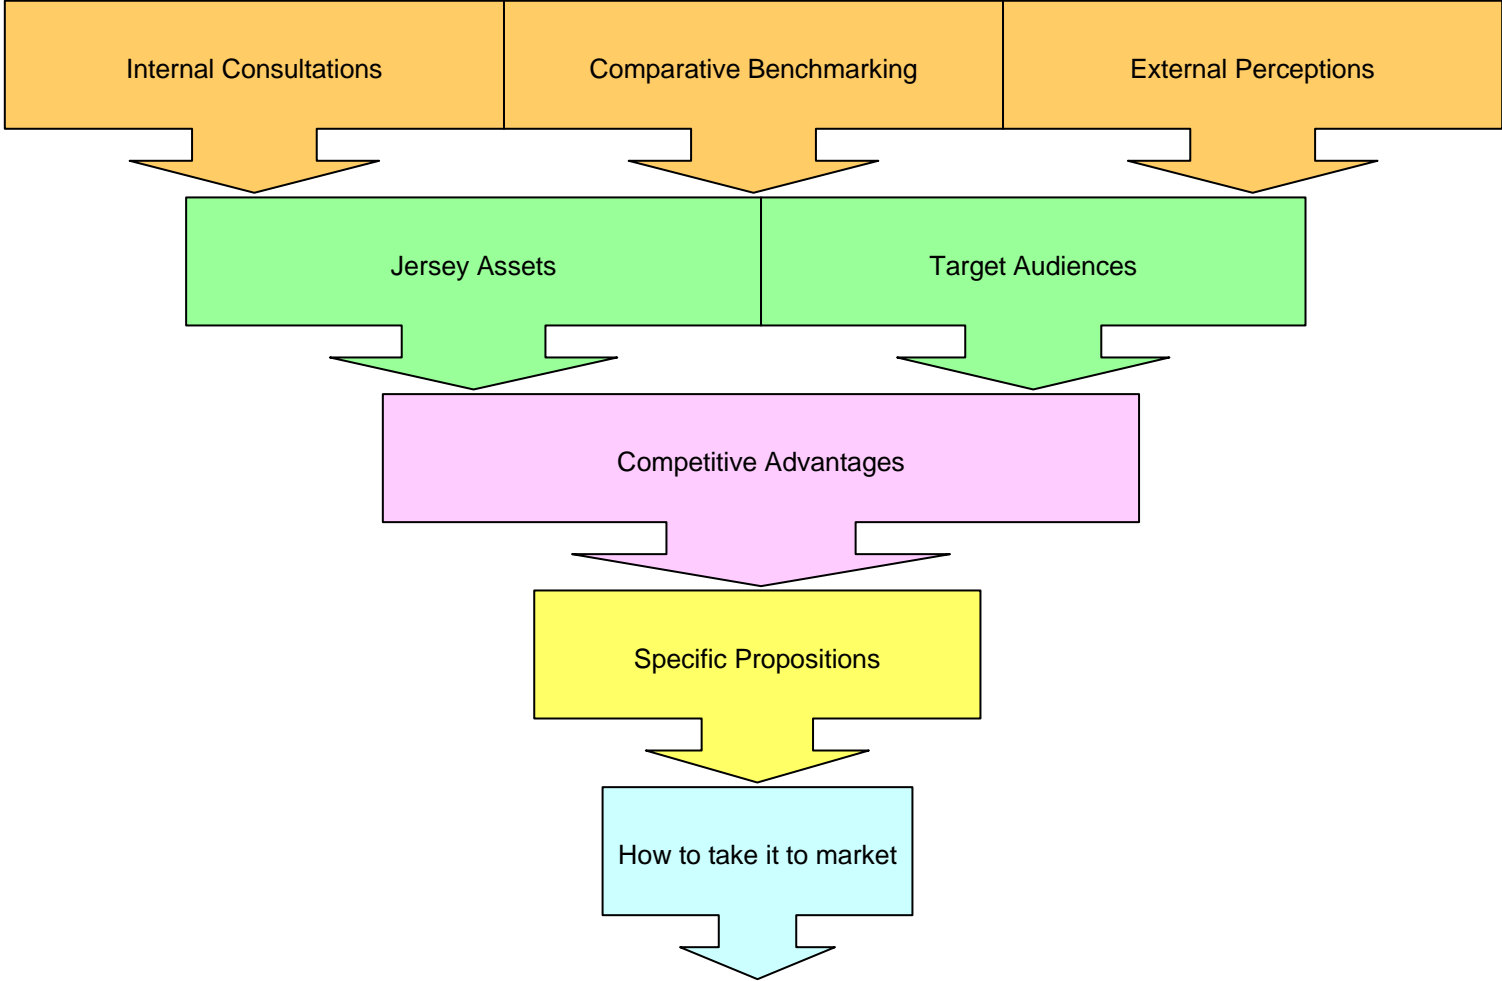 Internal Consultations
Comparative Benchmarking
External Perceptions
Jersey Assets
Target Audiences
Competitive Advantages
Specific Propositions
How to take it to market